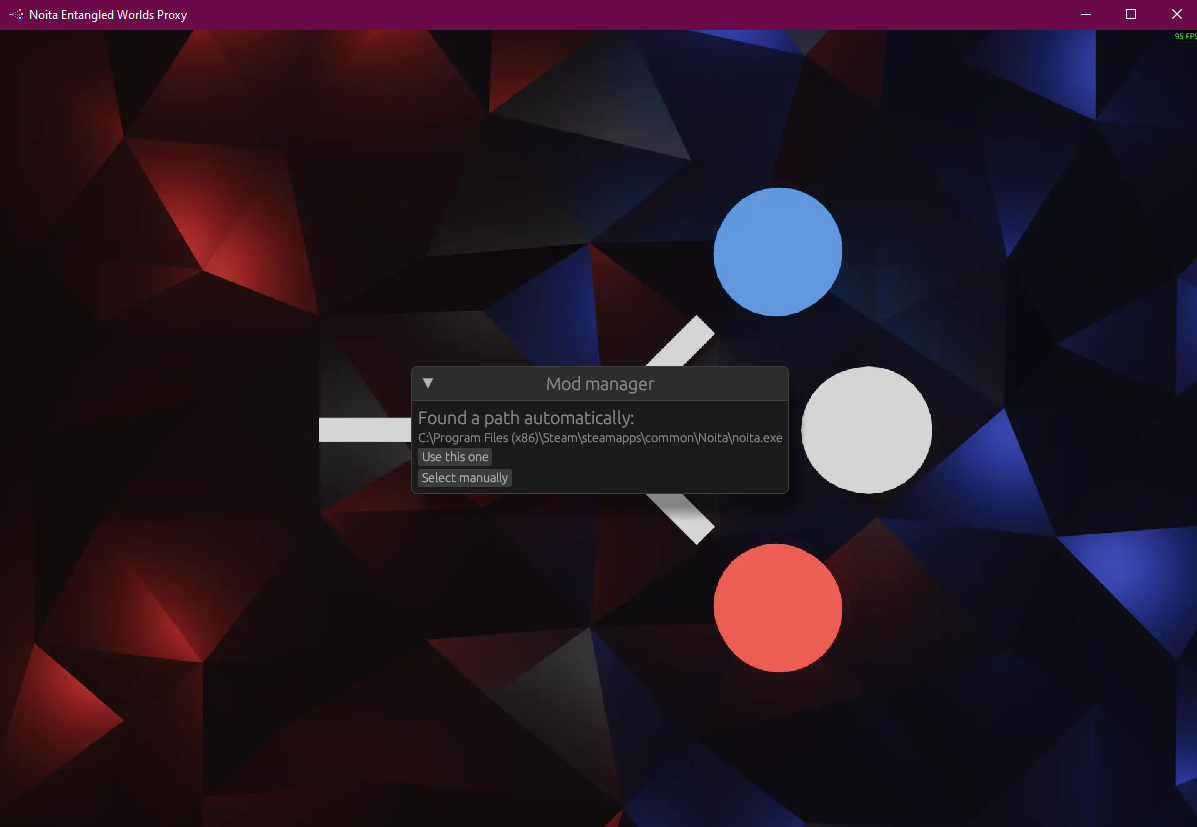 Noita Entangled Worlds Proxy
95 FPS
Mod manager
Found a path automatically:
C:\Program Files (x86)\Steam\steamapps\common\Noita\noita.exe
Use this one
Select manually